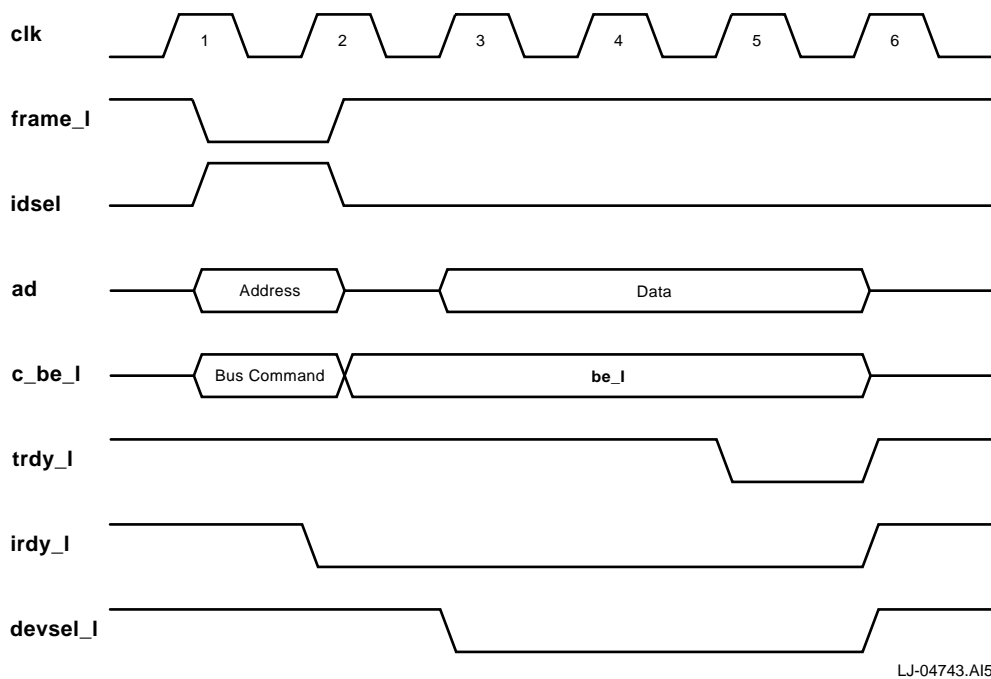 clk 1 2 3 4 5 6
frame_l
idsel
ad Address Data
c_be_l Bus Command be_l
trdy_l
irdy_l
devsel_l
LJ-04743.AI5